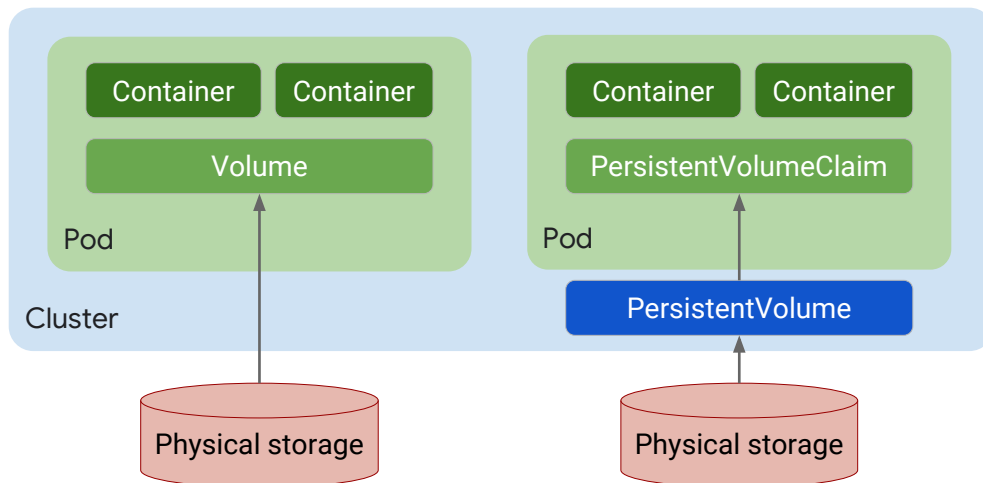 Container Container
Volume
Pod
Container Container
PersistentVolumeClaim
Pod
Cluster
PersistentVolume
Physical storage
Physical storage